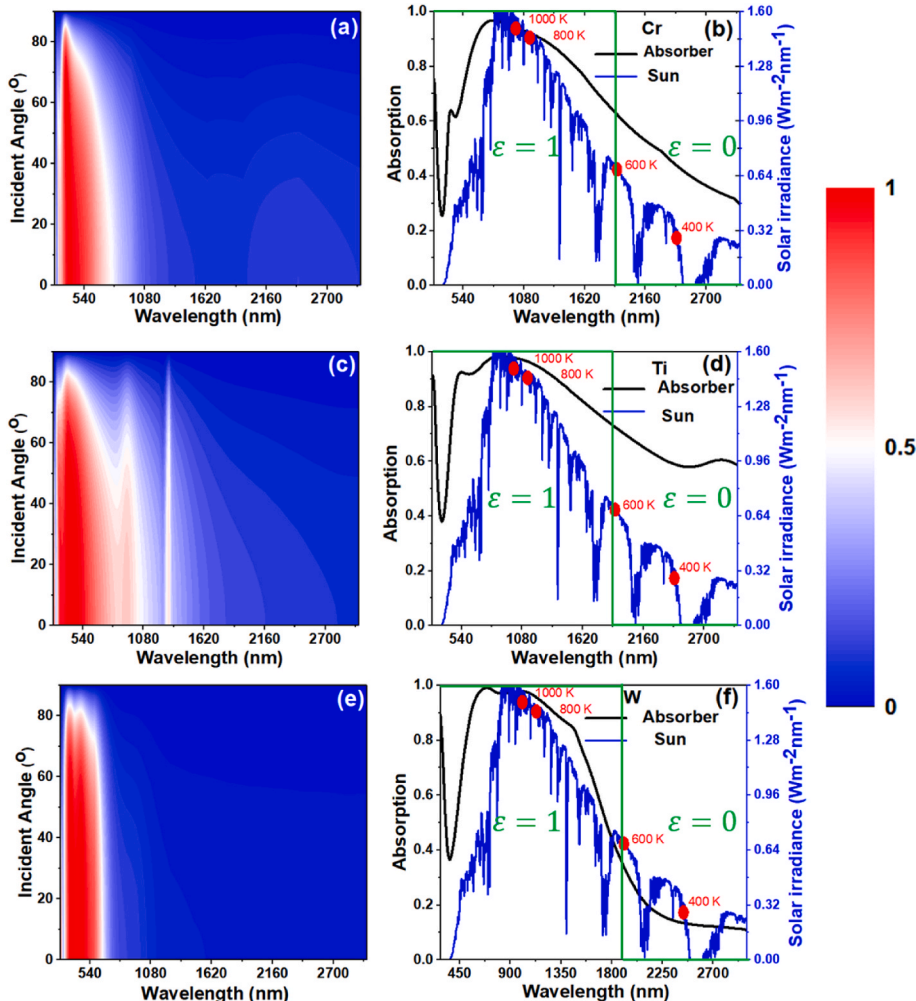 (a)
80
60
40
20
0
Incident Angle (O)
540 1080 1620 2160 2700
Wavelength (nm)
(b)
1000 K
800 K
Cr
Absorber
Sun
ε = 1
ε = 0
600 K
400 K
1.0
0.8
0.6
0.4
0.2
0.0
Absorption
1.60
1.28
0.96
0.64
0.32
0.00
Solar irradiance (Wm-2nm-1)
540 1080 1620 2160 2700
Wavelength (nm)
(c)
80
60
40
20
0
Incident Angle (O)
540 1080 1620 2160 2700
Wavelength (nm)
(d)
1000 K
800 K
Ti
Absorber
Sun
ε = 1
ε = 0
600 K
400 K
1.0
0.8
0.6
0.4
0.2
0.0
Absorption
1.60
1.28
0.96
0.64
0.32
0.00
Solar irradiance (Wm-2nm-1)
540 1080 1620 2160 2700
Wavelength (nm)
(e)
80
60
40
20
0
Incident Angle (O)
540 1080 1620 2160 2700
Wavelength (nm)
(f)
1000 K
800 K
W
Absorber
Sun
ε = 1
ε = 0
600 K
400 K
1.0
0.8
0.6
0.4
0.2
0.0
Absorption
1.60
1.28
0.96
0.64
0.32
0.00
Solar irradiance (Wm-2nm-1)
450 900 1350 1800 2250 2700
Wavelength (nm)
1
0.5
0